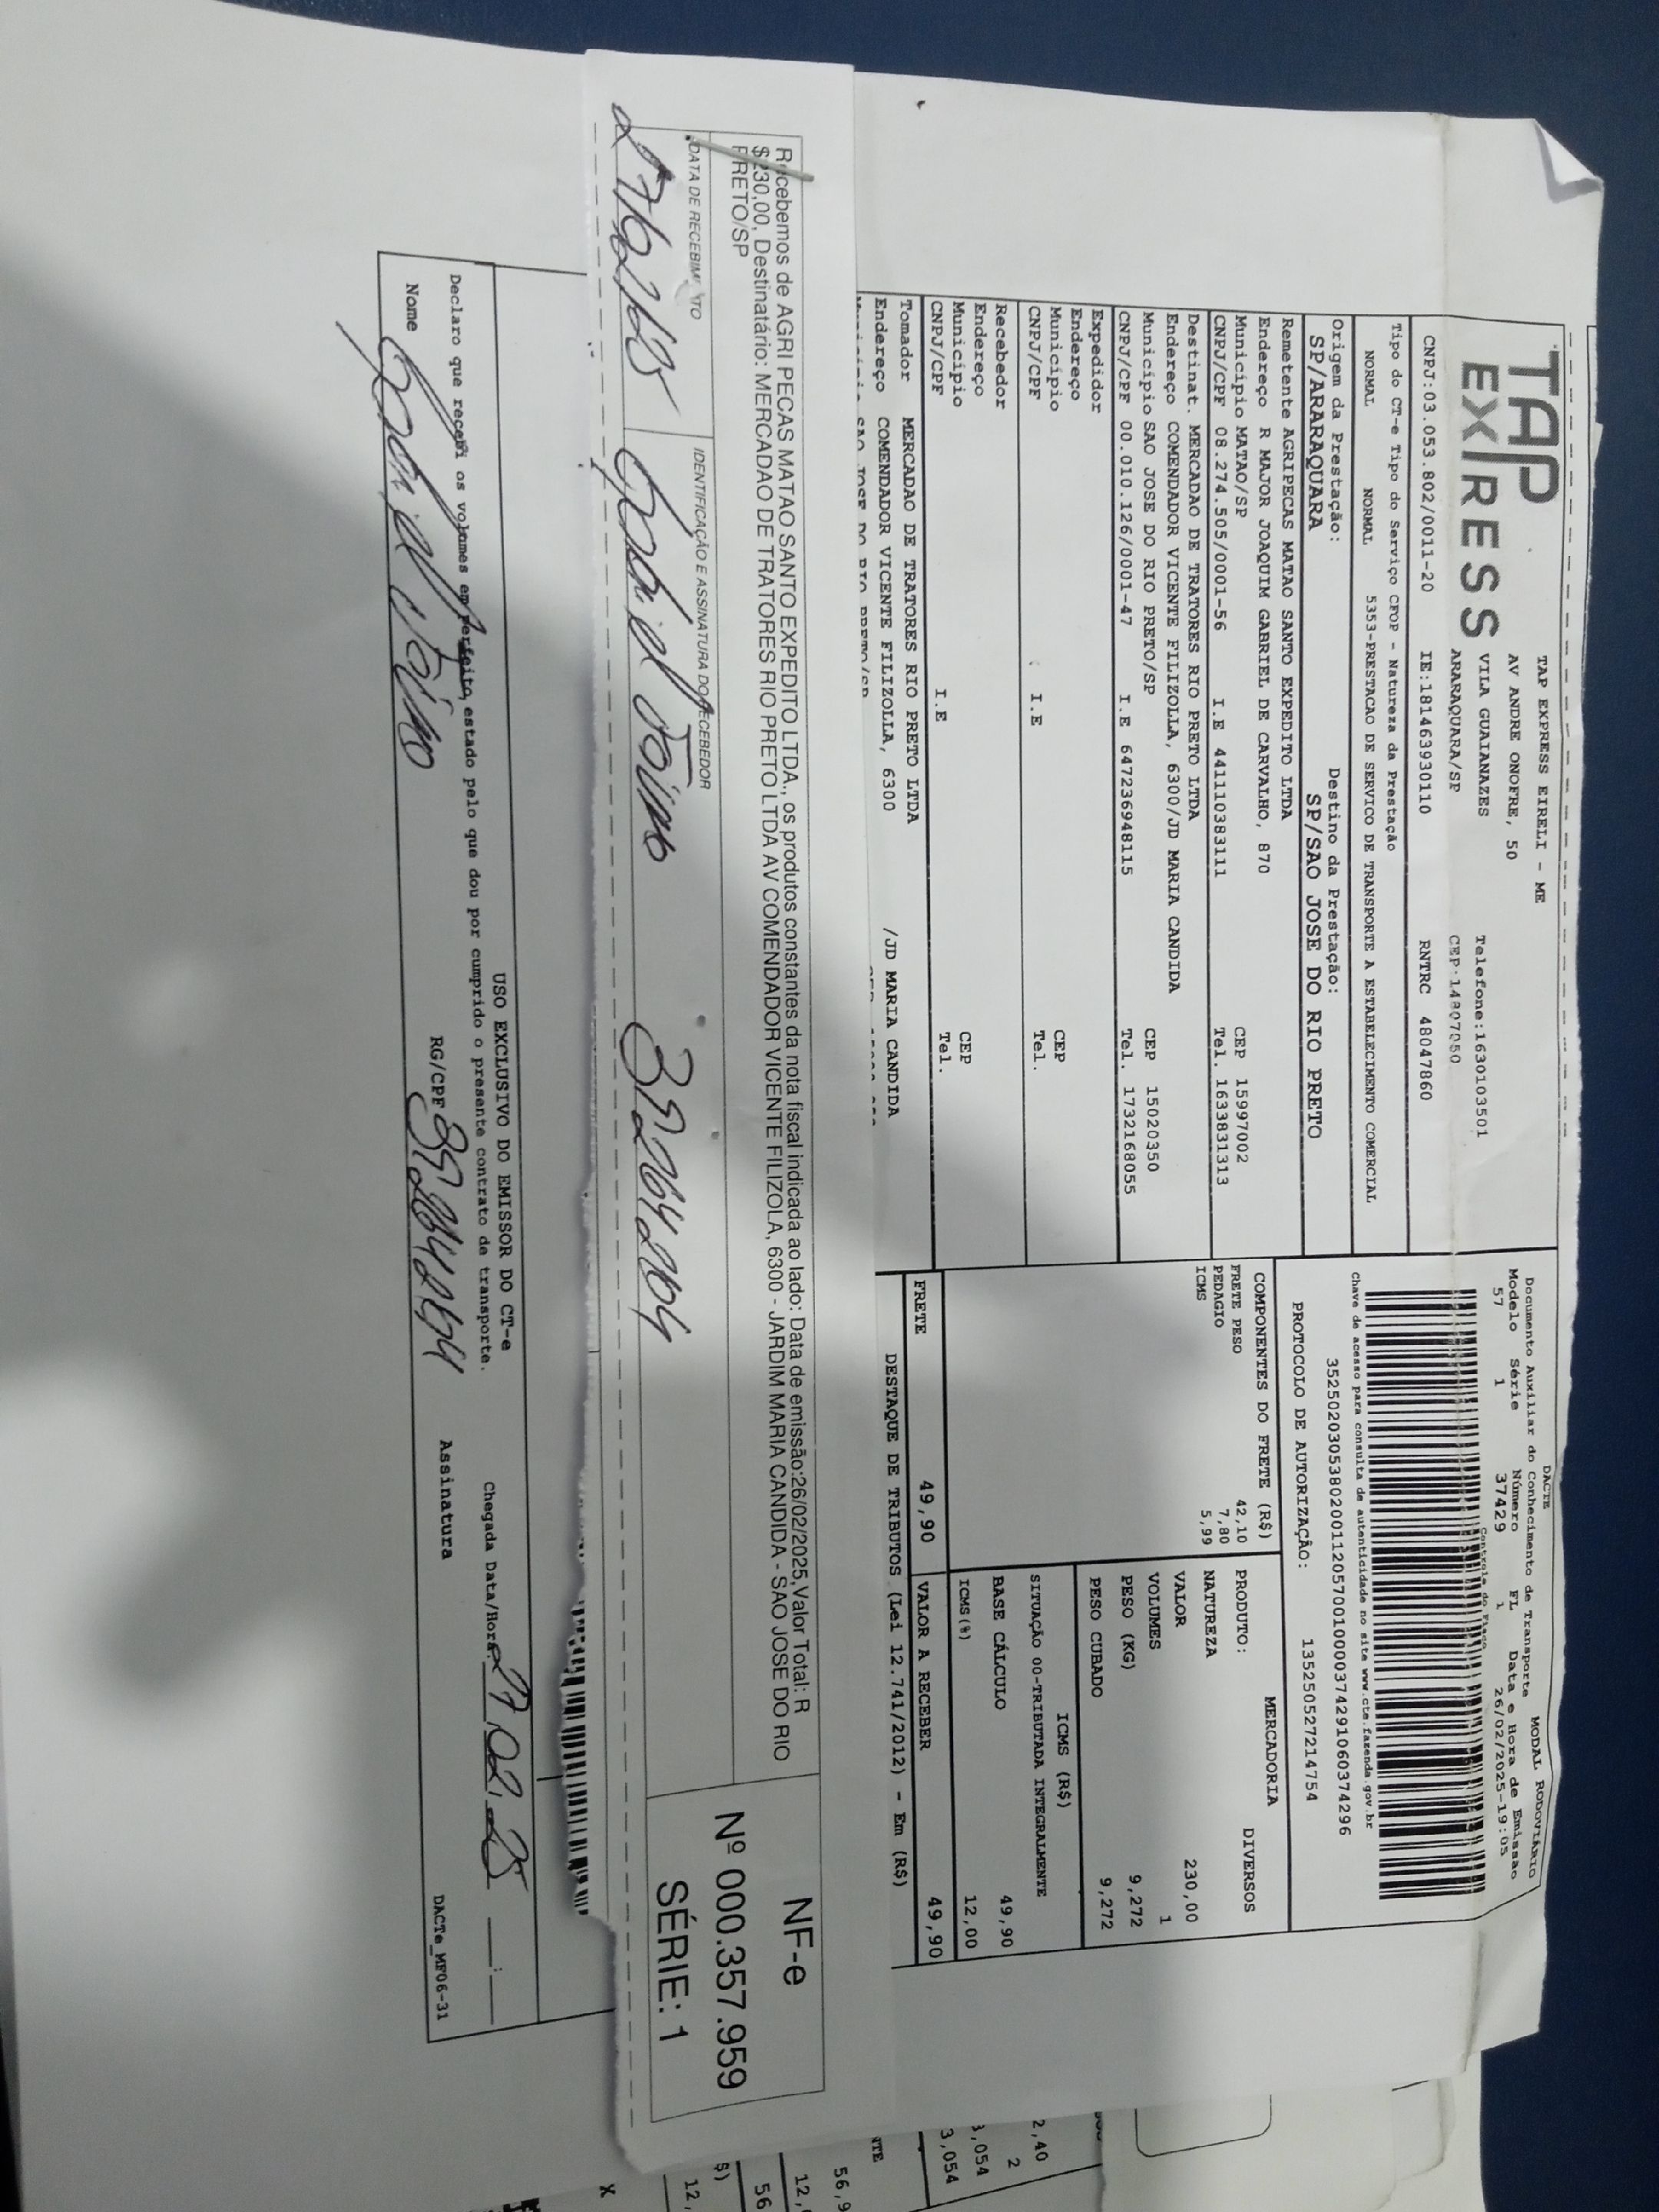 TAP EXPRESS
TAP EXPRESS EIRELI - ME
AV ANDRE ONOFRE, 50
VILA GUAIANAZES
ARARAQUARA/SP
Telefone:1630103501
CEP:14807050
CNPJ:03.053.802/0011-20 IE:181463930110 RNTRC 48047860
Tipo do CT-e Tipo do Serviço CFOP - Natureza da Prestação
NORMAL NORMAL 5353-PRESTACAO DE SERVICO DE TRANSPORTE A ESTABELECIMENTO COMERCIAL
Origem da Prestação: Destino da Prestação:
SP/ARARAQUARA SP/SAO JOSE DO RIO PRETO
Remetente AGRIPECAS MATAO SANTO EXPEDITO LTDA
Endereço R MAJOR JOAQUIM GABRIEL DE CARVALHO, 870
Município MATAO/SP CEP 15997002
CNPJ/CPF 08.274.505/0001-56 I.E 441110383111 Tel. 1633831313
Destinat. MERCADAO DE TRATORES RIO PRETO LTDA
Endereço COMENDADOR VICENTE FILIZOLLA, 6300/JD MARIA CANDIDA
Município SAO JOSE DO RIO PRETO/SP CEP 15020350
CNPJ/CPF 00.010.126/0001-47 I.E 647236948115 Tel. 1732168055
Expedidor
Endereço
Município CEP
CNPJ/CPF I.E Tel.
Recebedor
Endereço
Município CEP
CNPJ/CPF I.E Tel.
Tomador MERCADAO DE TRATORES RIO PRETO LTDA
Endereço COMENDADOR VICENTE FILIZOLLA, 6300 /JD MARIA CANDIDA
DACTE
Documento Auxiliar do Conhecimento de Transporte MODAL RODOVIÁRIO
Modelo Série Número FL Data e Hora de Emissão
57 1 37429 1 26/02/2025-19:05
Chave de acesso para consulta de autenticidade no site www.cte.fazenda.gov.br
35250203053802001120570010000374291060374296
PROTOCOLO DE AUTORIZAÇÃO: 135250527214754
COMPONENTES DO FRETE (R$)
FRETE PESO 42,10
PEDAGIO 7,80
ICMS 5,99
MERCADORIA
PRODUTO: DIVERSOS
NATUREZA
VALOR 230,00
VOLUMES 1
PESO (KG) 9,272
PESO CUBADO 9,272
ICMS (R$)
SITUAÇÃO 00-TRIBUTADA INTEGRALMENTE
BASE CÁLCULO 49,90
ICMS(%) 12,00
FRETE 49,90 VALOR A RECEBER 49,90
DESTAQUE DE TRIBUTOS (Lei 12.741/2012) - Em (R$)
Recebemos de AGRI PECAS MATAO SANTO EXPEDITO LTDA., os produtos constantes da nota fiscal indicada ao lado: Data de emissão:26/02/2025,Valor Total: R
$230,00, Destinatário: MERCADAO DE TRATORES RIO PRETO LTDA AV COMENDADOR VICENTE FILIZOLA, 6300 - JARDIM MARIA CANDIDA - SAO JOSE DO RIO
PRETO/SP
DATA DE RECEBIMENTO IDENTIFICAÇÃO E ASSINATURA DO RECEBEDOR
NF-e
Nº 000.357.959
SÉRIE: 1
USO EXCLUSIVO DO EMISSOR DO CT-e
Declaro que recebi os volumes em perfeito estado pelo que dou por cumprido o presente contrato de transporte. Chegada Data/Hora 27 02 25
Nome RG/CPF Assinatura
DACTe_MF06-31
2,40
2
3,054
3,054